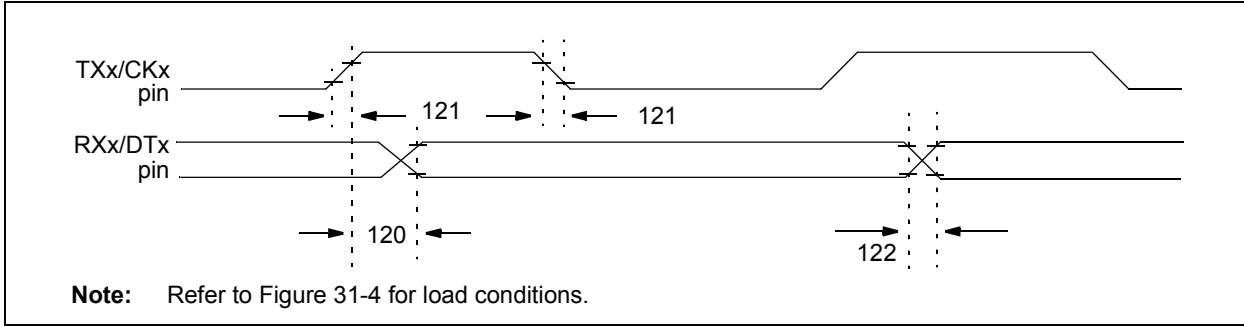 TXx/CKx
pin
121
121
RXx/DTx
pin
120
122
Note: Refer to Figure 31-4 for load conditions.